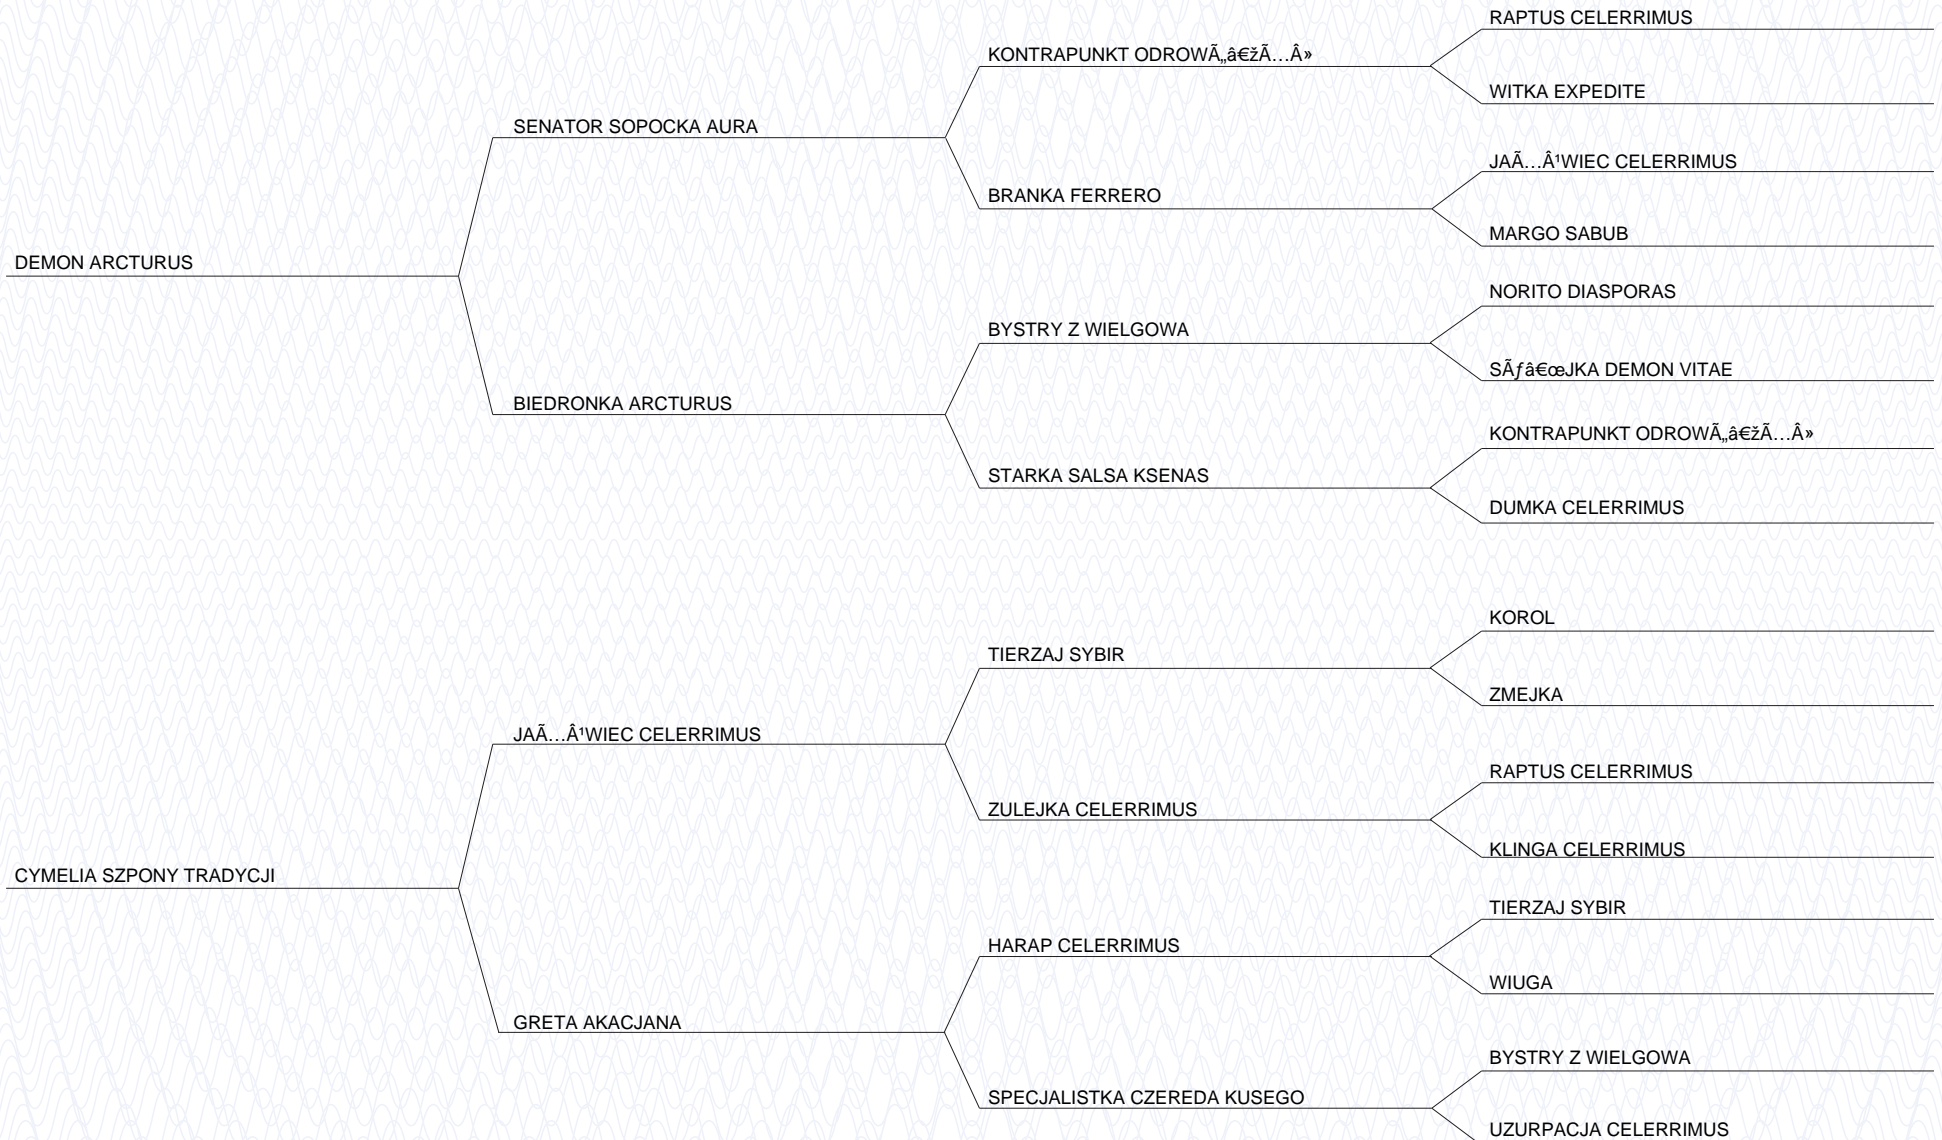 RAPTUS CELERRIMUS
KONTRAPUNKT ODROWÃ„â€žÃ…Â»
WITKA EXPEDITE
SENATOR SOPOCKA AURA
JAÃ…Â¹WIEC CELERRIMUS
BRANKA FERRERO
MARGO SABUB
DEMON ARCTURUS
NORITO DIASPORAS
BYSTRY Z WIELGOWA
SÃƒâ€œJKA DEMON VITAE
BIEDRONKA ARCTURUS
KONTRAPUNKT ODROWÃ„â€žÃ…Â»
STARKA SALSA KSENAS
DUMKA CELERRIMUS
KOROL
TIERZAJ SYBIR
ZMEJKA
JAÃ…Â¹WIEC CELERRIMUS
RAPTUS CELERRIMUS
ZULEJKA CELERRIMUS
KLINGA CELERRIMUS
CYMELIA SZPONY TRADYCJI
TIERZAJ SYBIR
HARAP CELERRIMUS
WIUGA
GRETA AKACJANA
BYSTRY Z WIELGOWA
SPECJALISTKA CZEREDA KUSEGO
UZURPACJA CELERRIMUS